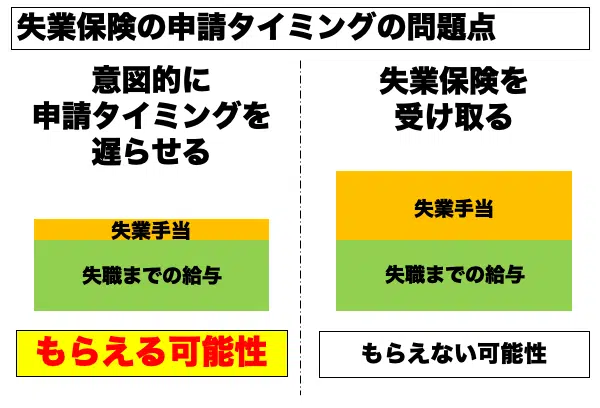 失業保険の申請タイミングの問題点
意図的に
申請タイミングを
遅らせる
失業手当
失職までの給与
もらえる可能性
失業保険を
受け取る
失業手当
失職までの給与
もらえない可能性